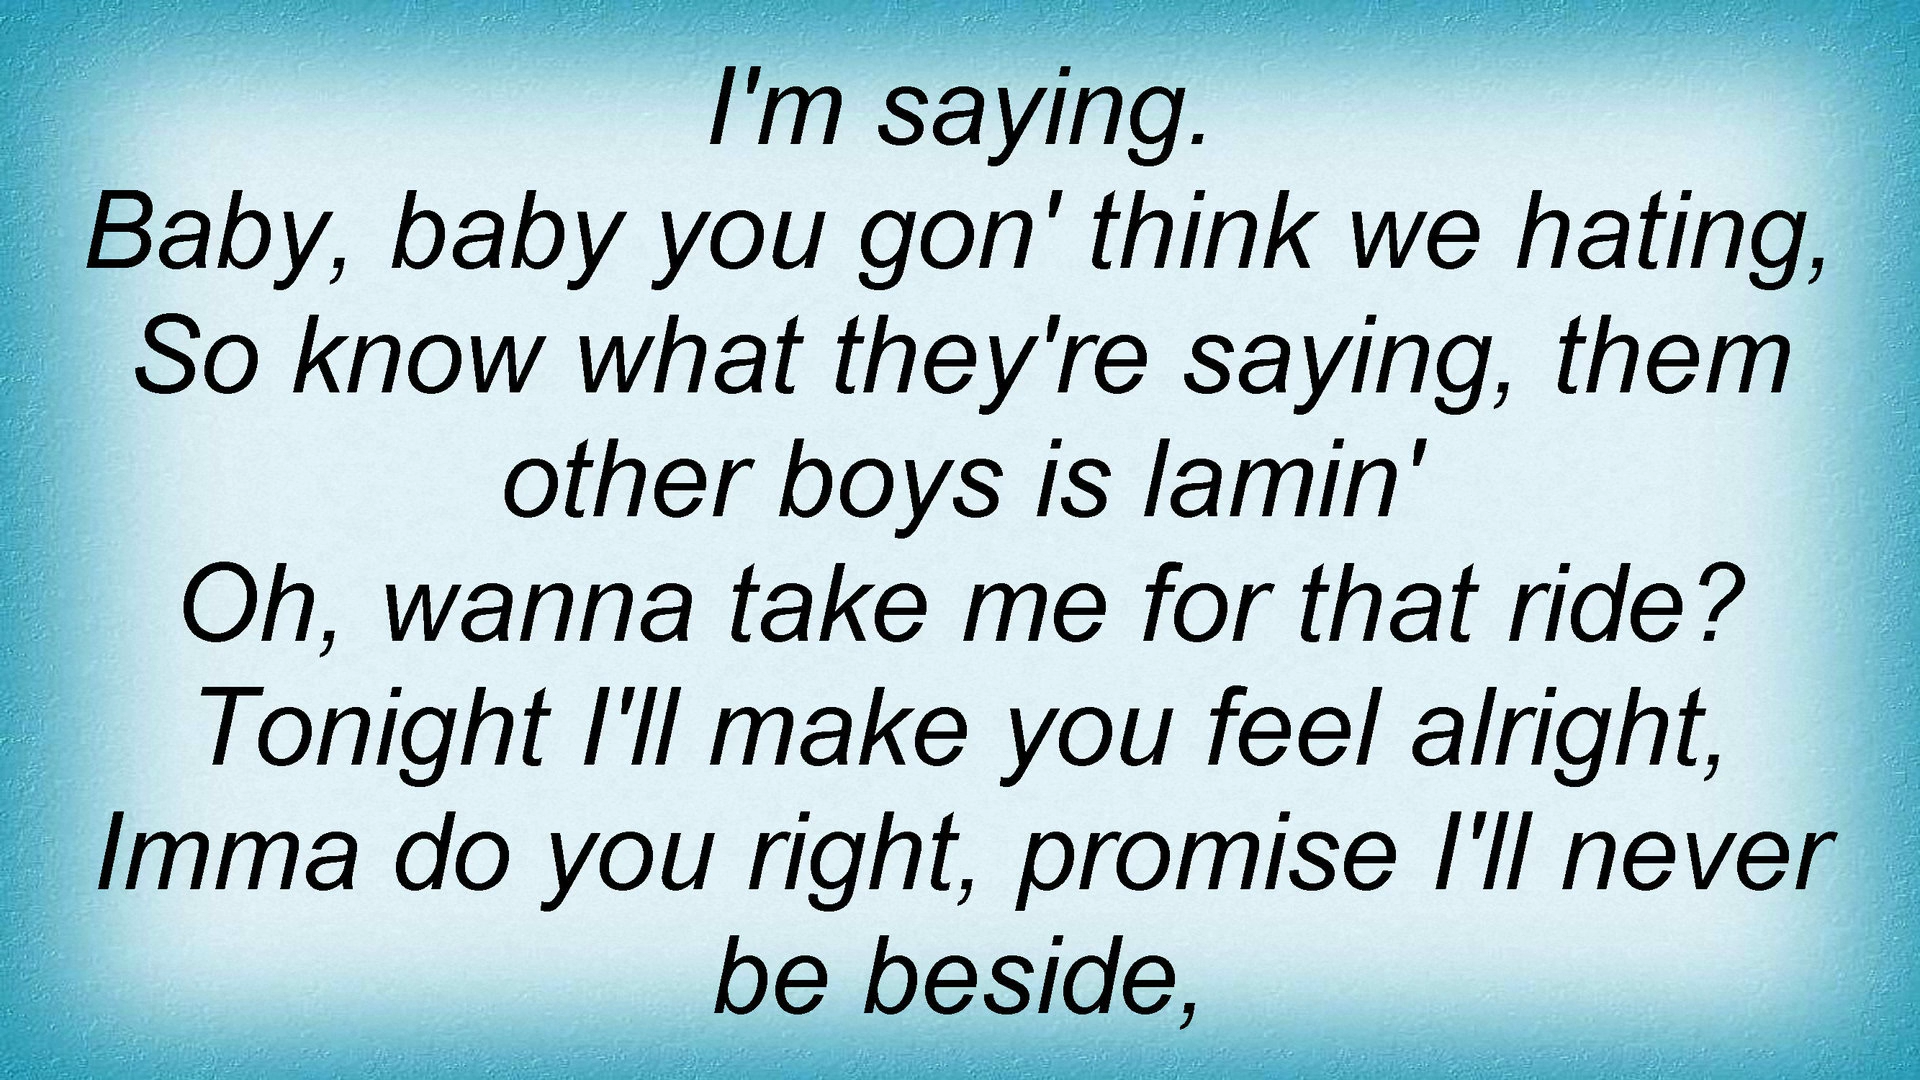 I'm saying.
Baby, baby you gon' think we hating,
So know what they're saying, them
other boys is lamin'
Oh, wanna take me for that ride?
Tonight I'll make you feel alright,
Imma do you right, promise I'll never
be beside,